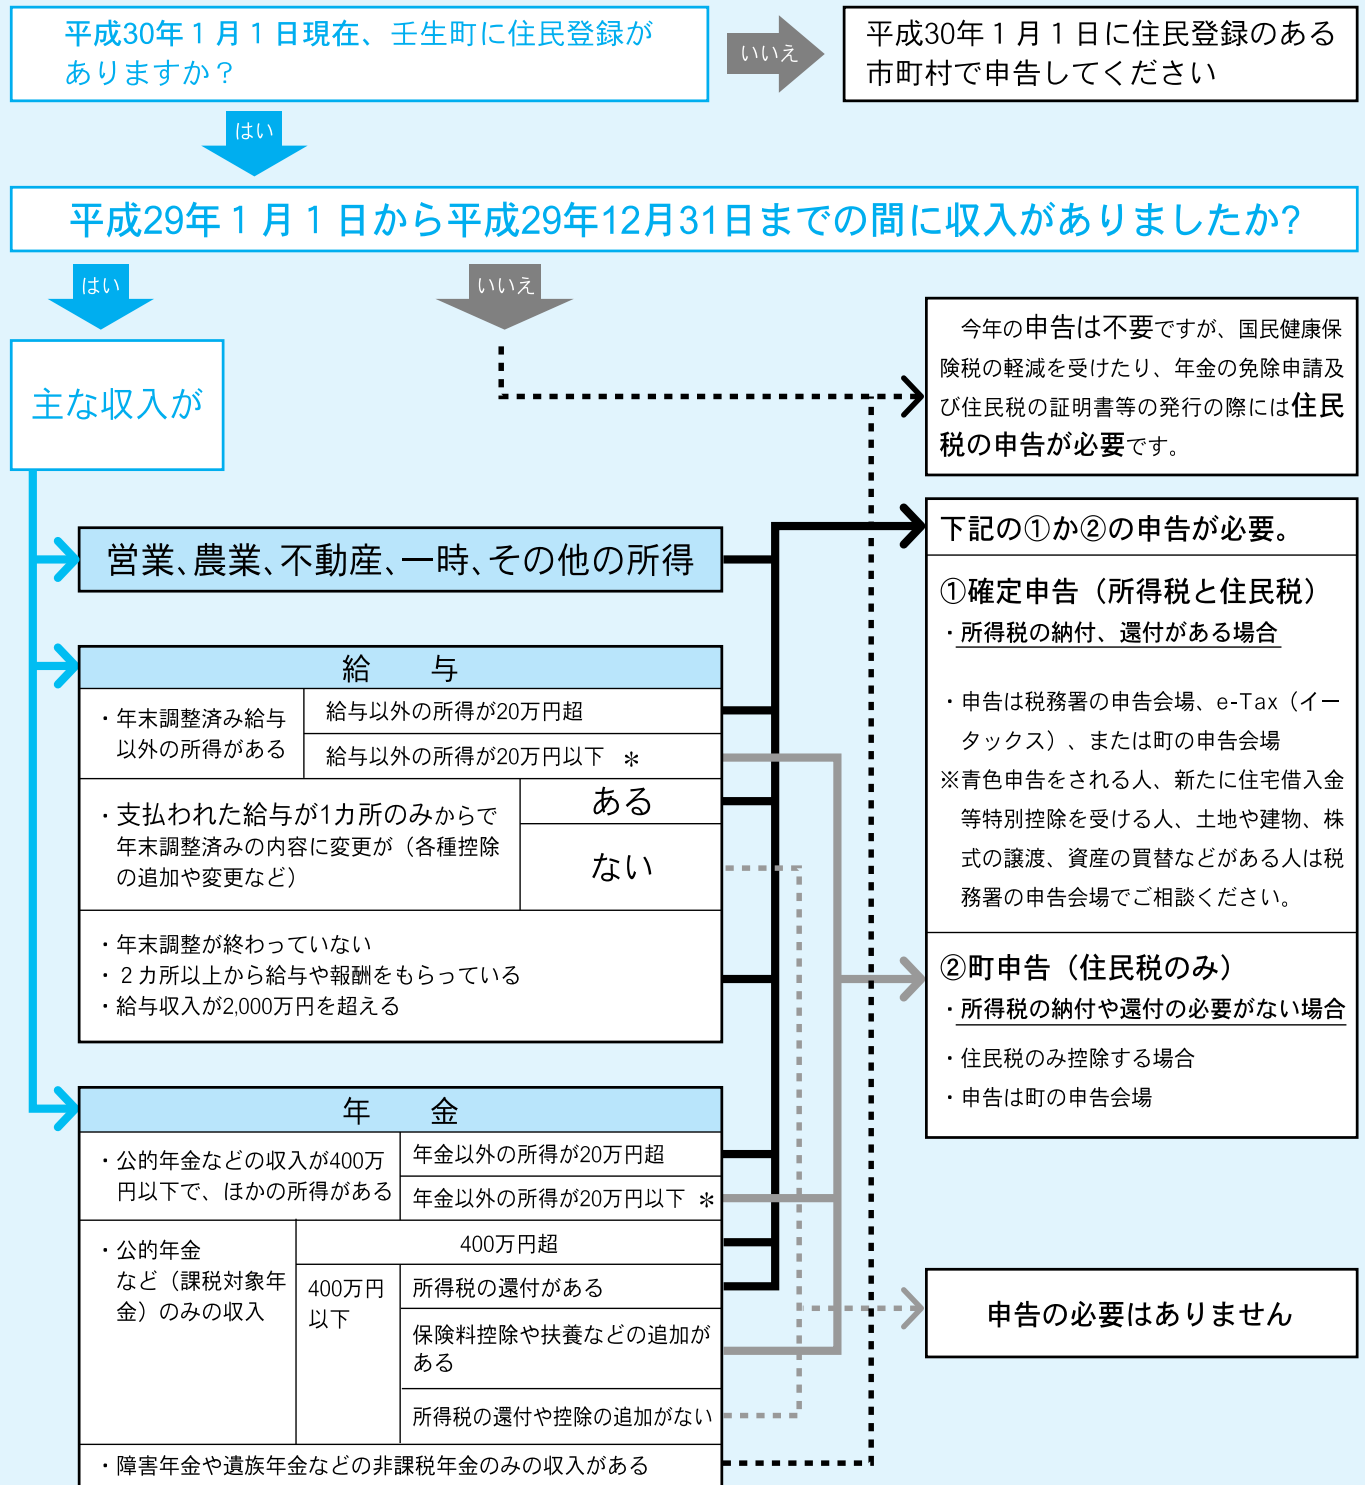 平成30年１月１日現在、壬生町に住民登録が
ありますか？
いいえ
平成30年１月１日に住民登録のある
市町村で申告してください
はい
平成29年１月１日から平成29年12月31日までの間に収入がありましたか?
はい
いいえ
主な収入が
今年の申告は不要ですが、国民健康保
険税の軽減を受けたり、年金の免除申請及
び住民税の証明書等の発行の際には住民
税の申告が必要です。
営業、農業、不動産、一時、その他の所得
給　与
・年末調整済み給与
以外の所得がある
給与以外の所得が20万円超
給与以外の所得が20万円以下 ＊
・支払われた給与が1カ所のみからで
年末調整済みの内容に変更が（各種控除
の追加や変更など）
ある
ない
・年末調整が終わっていない
・２カ所以上から給与や報酬をもらっている
・給与収入が2,000万円を超える
年　金
・公的年金などの収入が400万
円以下で、ほかの所得がある
年金以外の所得が20万円超
年金以外の所得が20万円以下 ＊
・公的年金
など（課税対象年
金）のみの収入
400万円超
400万円
以下
所得税の還付がある
保険料控除や扶養などの追加が
ある
所得税の還付や控除の追加がない
・障害年金や遺族年金などの非課税年金のみの収入がある
下記の①か②の申告が必要。
①確定申告（所得税と住民税）
・所得税の納付、還付がある場合
・申告は税務署の申告会場、e-Tax（イー
タックス）、または町の申告会場
※青色申告をされる人、新たに住宅借入金
等特別控除を受ける人、土地や建物、株
式の譲渡、資産の買替などがある人は税
務署の申告会場でご相談ください。
②町申告（住民税のみ）
・所得税の納付や還付の必要がない場合
・住民税のみ控除する場合
・申告は町の申告会場
申告の必要はありません